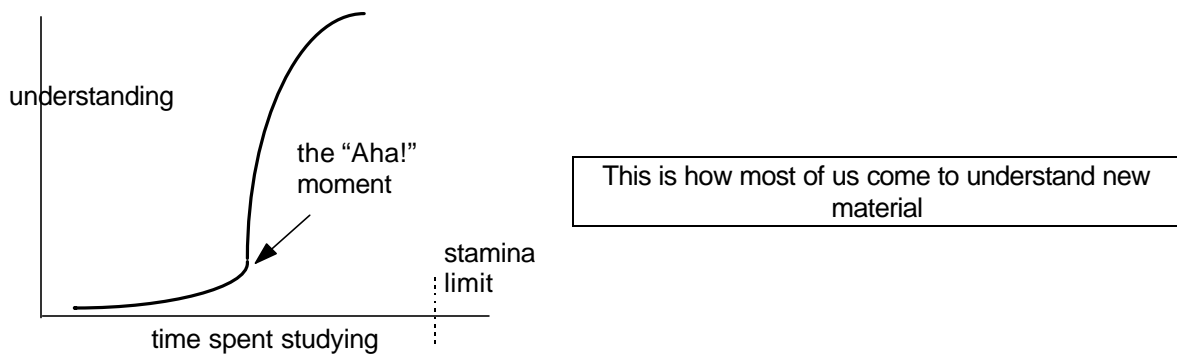 understanding
the “Aha!”
moment
This is how most of us come to understand new
material
stamina
limit
time spent studying